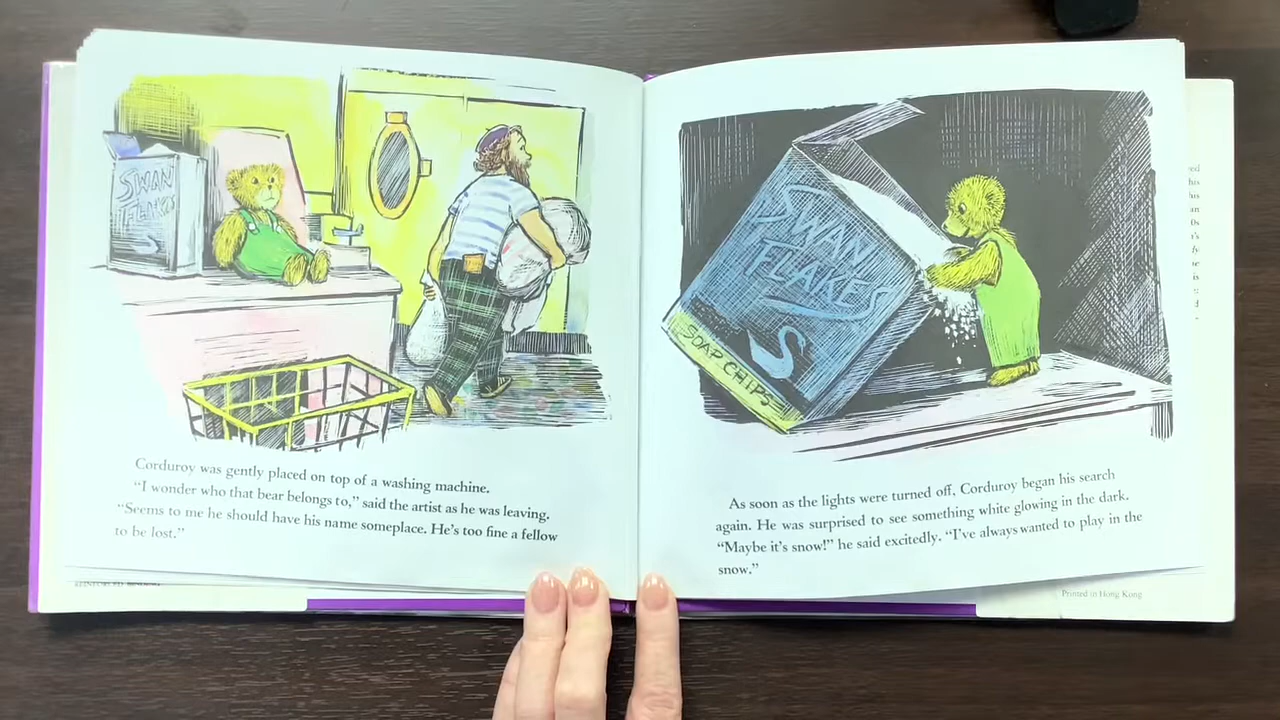 SWAN
FLAKES
Corduroy was gently placed on top of a washing machine.
"I wonder who that bear belongs to," said the artist as he was leaving.
"Seems to me he should have his name someplace. He's too fine a fellow
to be lost."
SWAN
FLAKES
SOAP CHIPS
As soon as the lights were turned off, Corduroy began his search
again. He was surprised to see something white glowing in the dark.
"Maybe it's snow!" he said excitedly. "I've always wanted to play in the
snow."
Printed in Hong Kong